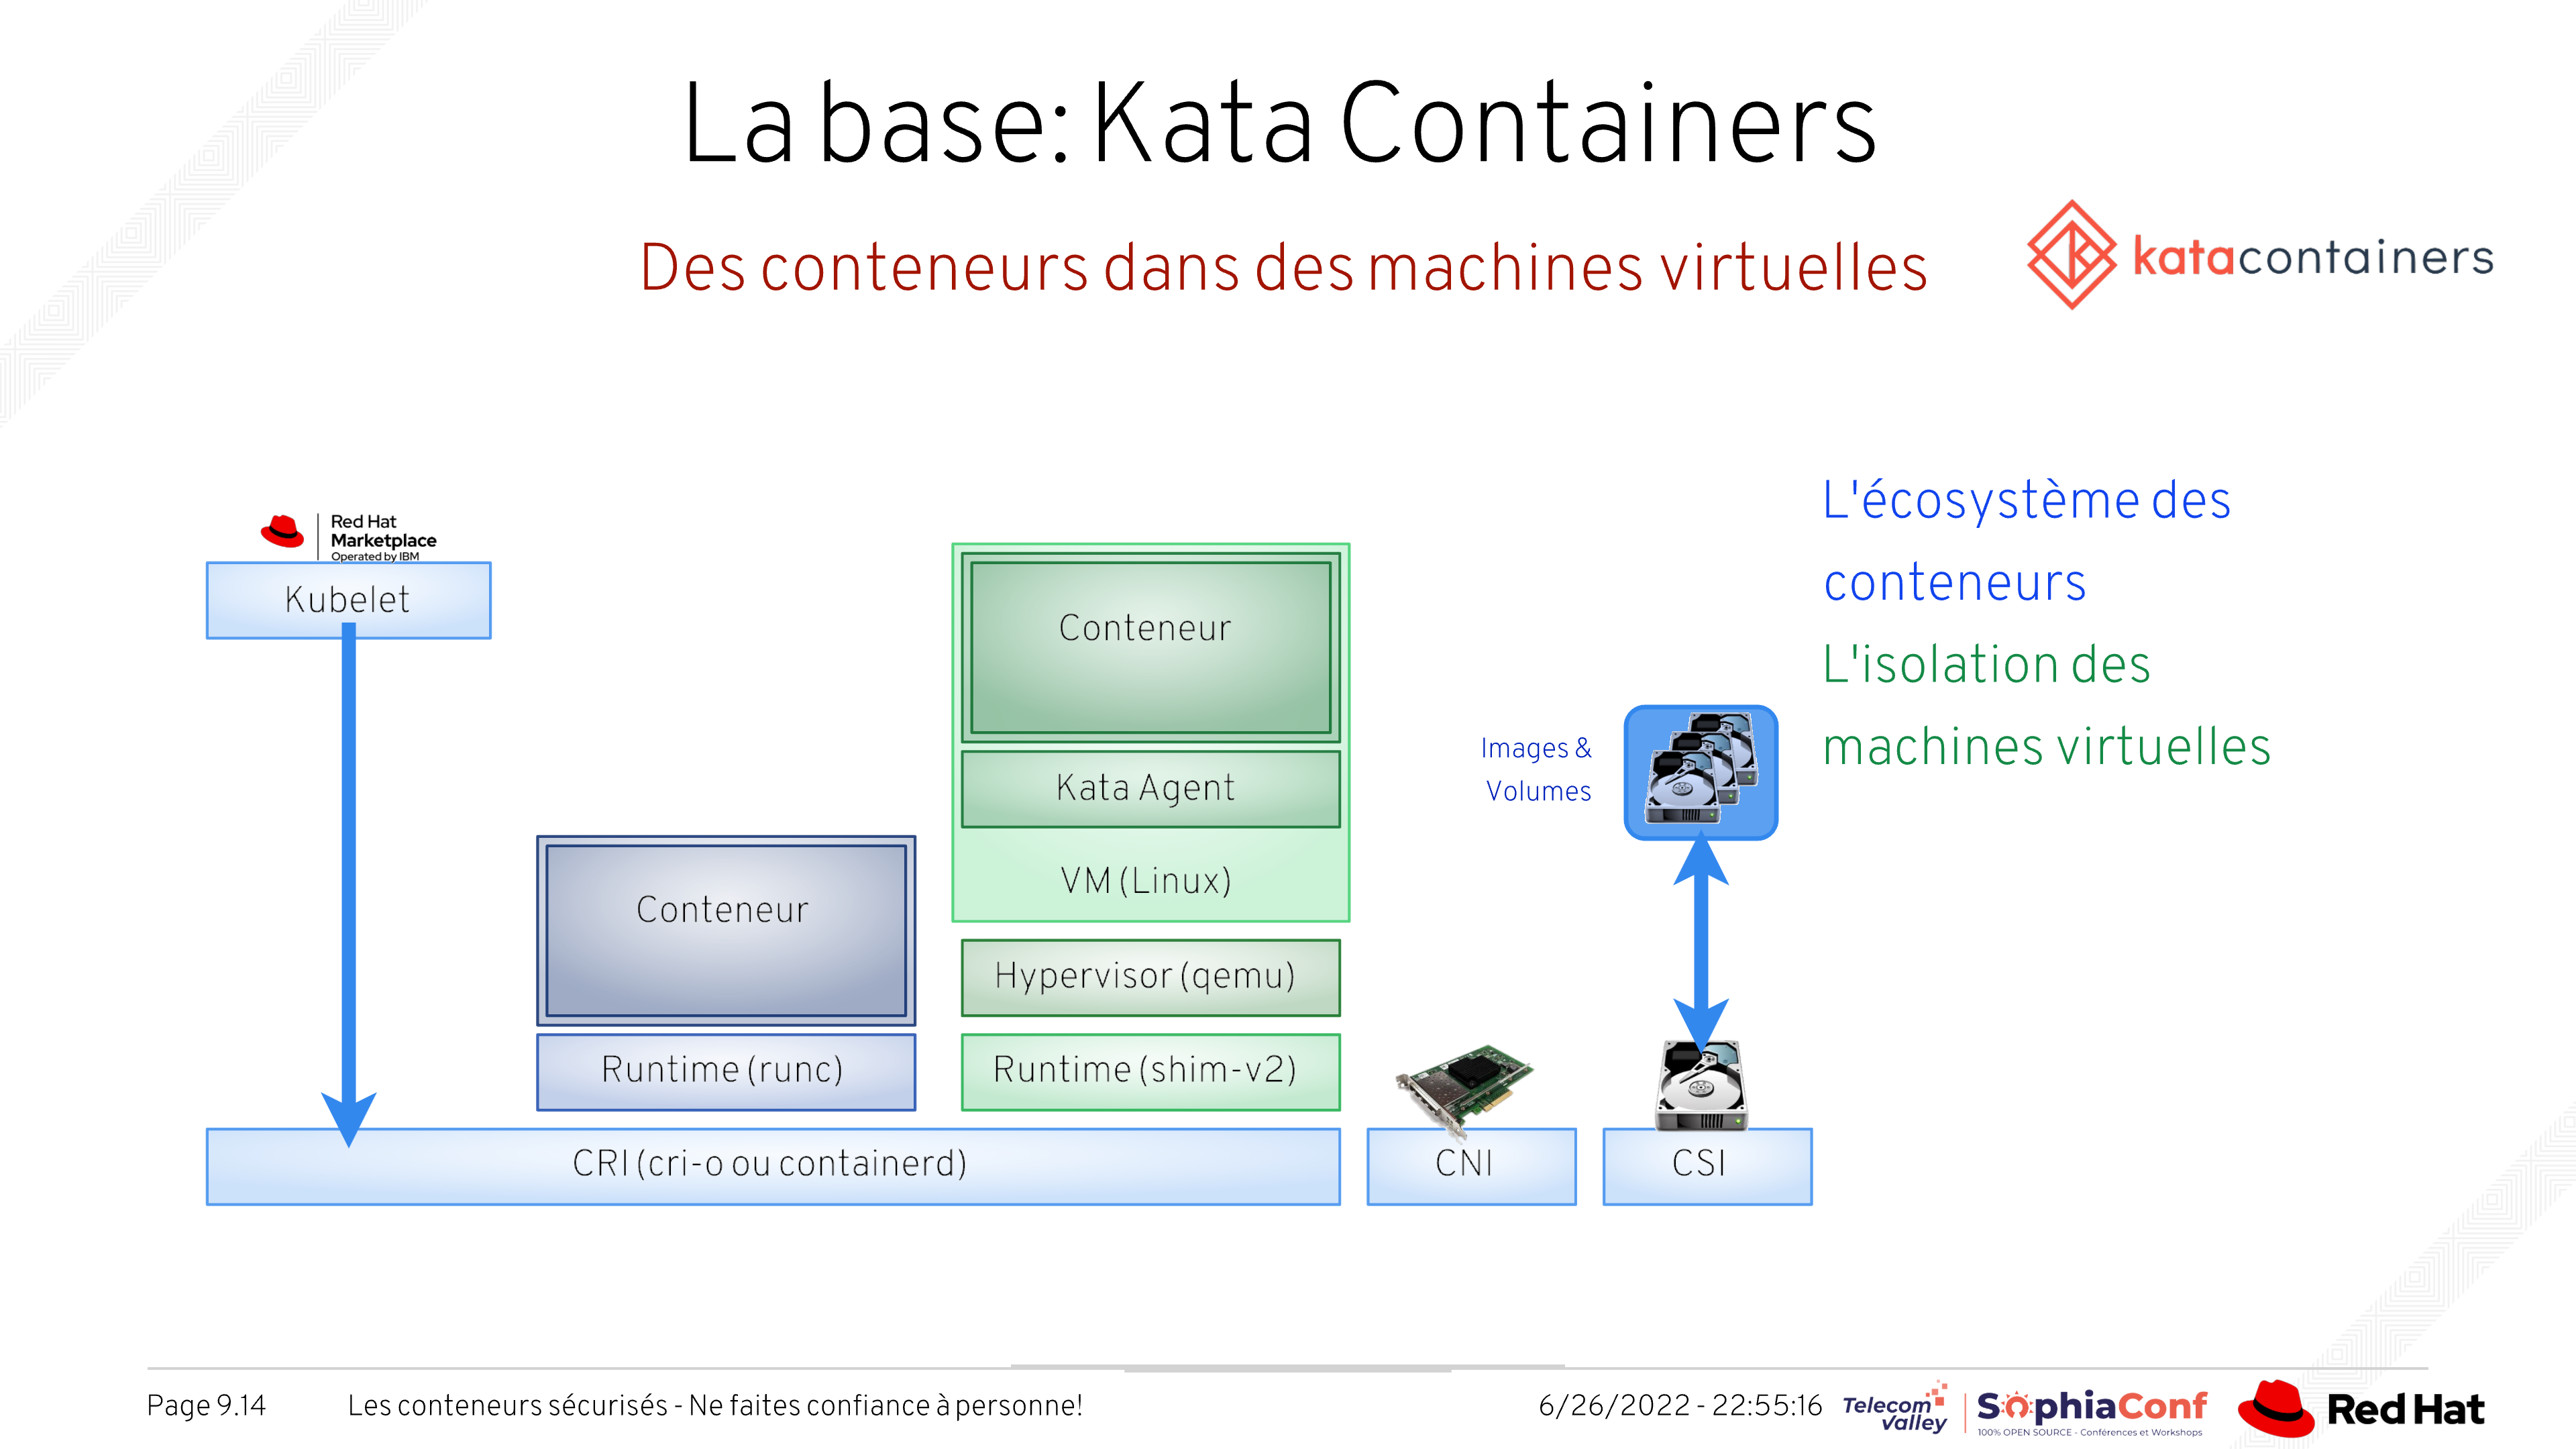 La base: Kata Containers
Des conteneurs dans des machines virtuelles
katacontainers
L'écosystème des
conteneurs
L'isolation des
machines virtuelles
Red Hat
Marketplace
Operated by IBM
Kubelet
Conteneur
Kata Agent
VM (Linux)
Hypervisor (qemu)
Runtime (shim-v2)
Conteneur
Runtime (runc)
Images &
Volumes
CRI (cri-o ou containerd)
CNI
CSI
Page 9.14
Les conteneurs sécurisés - Ne faites confiance à personne!
6/26/2022 - 22:55:16
Telecom
Valley
SophiaConf
100% OPEN SOURCE - Conférences et Workshops
Red Hat